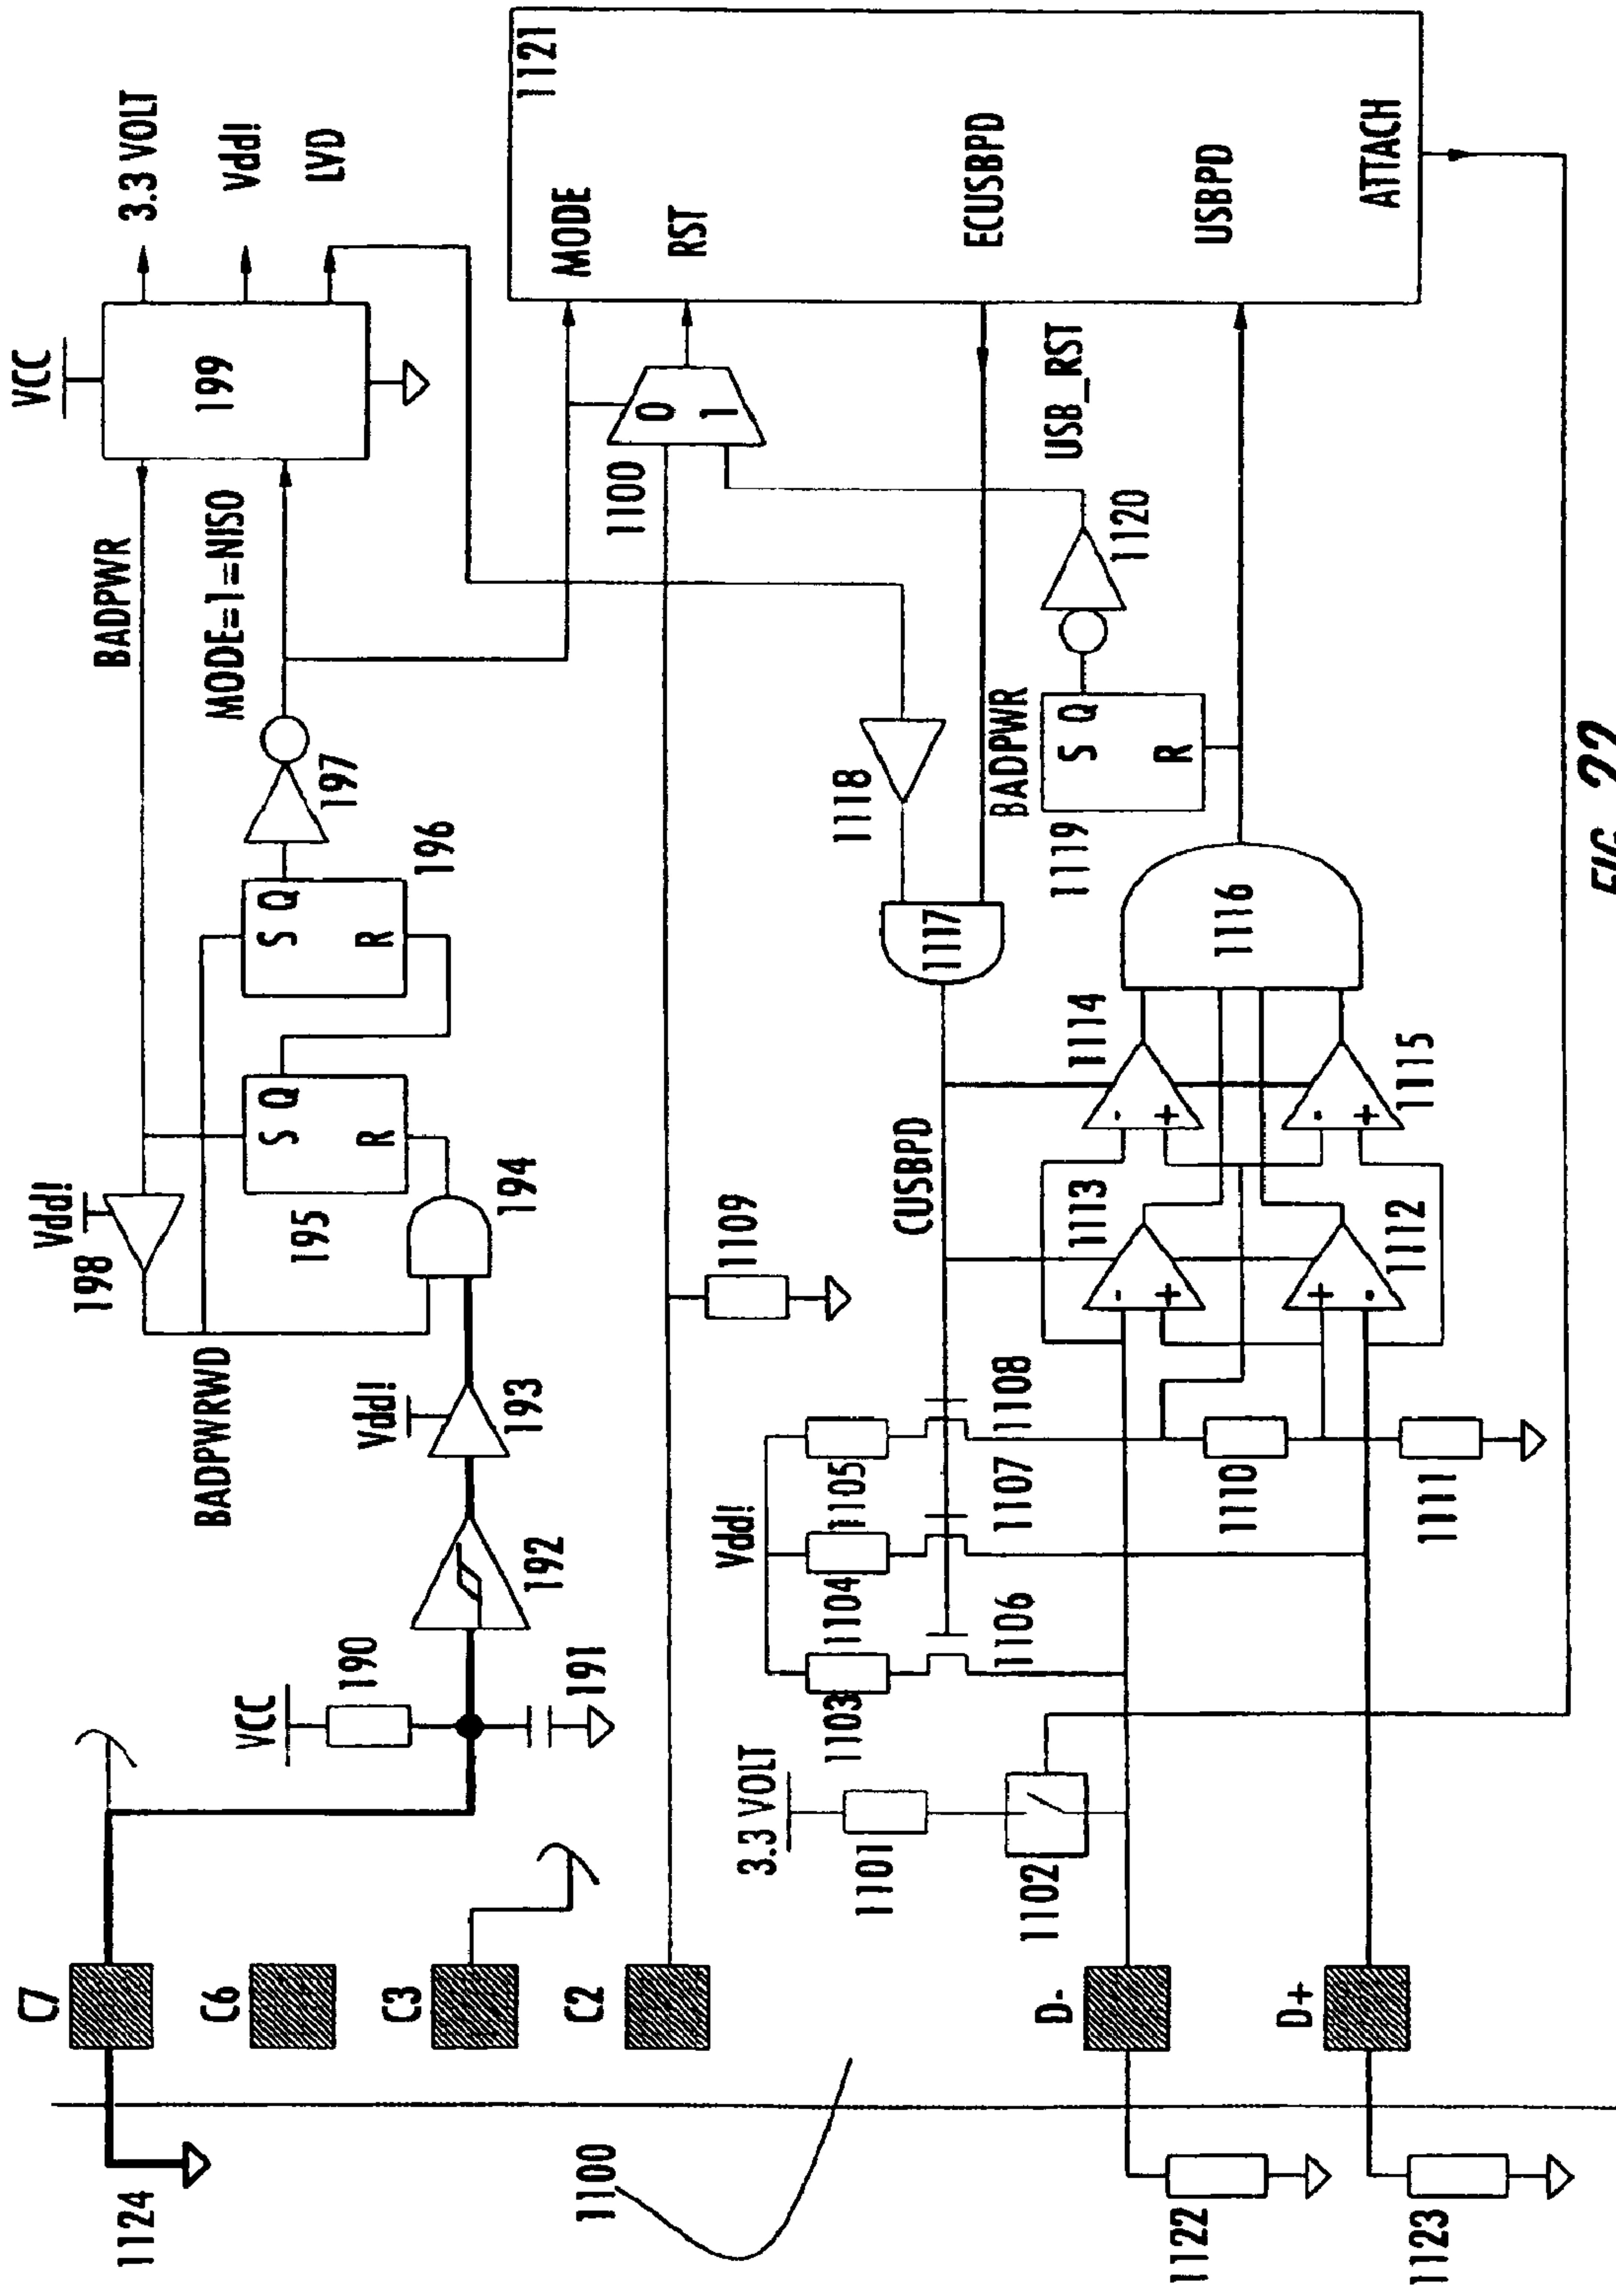 VCC
199
3.3 VOLT
Vdd!
LVD
BADPWR
MODE=1=NISO
1121
MODE
RST
ECUSBPD
USBPD
ATTACH
0
1
1100
USB_RST
1120
BADPWR
S Q
R
1119
1118
1117
1116
197
196
S Q
R
S Q
R
195
Vdd!
198
194
BADPWRWD
Vdd!
193
192
VCC
190
191
1109
CUSBPD
1114
- +
1115
- +
1113
- +
1112
+ -
Vdd!
1105
1104
1103
1108
1107
1106
1110
1111
3.3 VOLT
1101
1102
C7
C6
C3
C2
D-
D+
1124
1100
1122
1123
FIG. 22